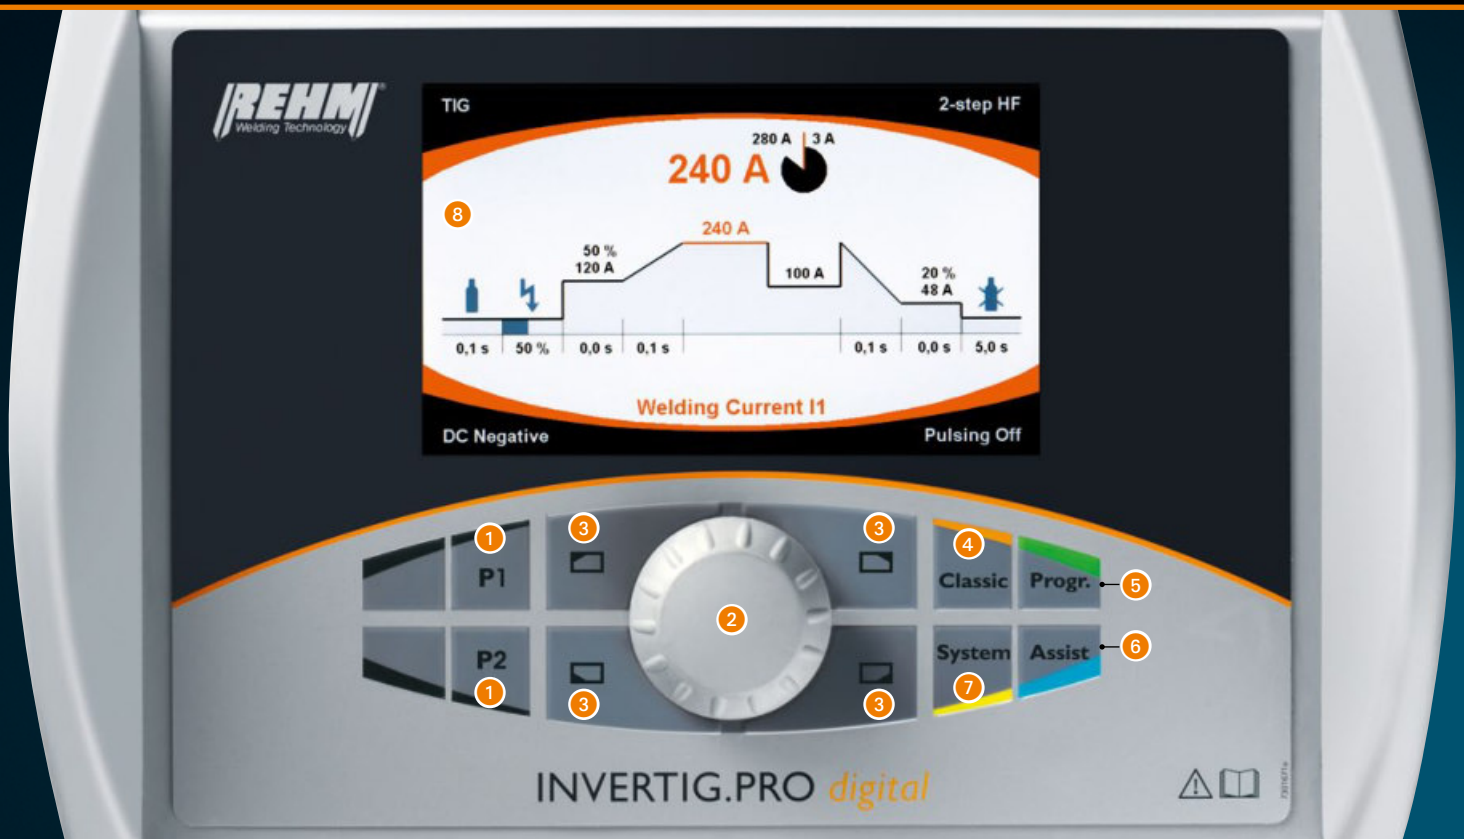 REHM®
Welding Technology
TIG
2-step HF
280 A
3 A
240 A
8
240 A
50 %
120 A
100 A
20 %
48 A
0,1 s
50 %
0,0 s
0,1 s
0,1 s
0,0 s
5,0 s
Welding Current I1
DC Negative
Pulsing Off
1
3
3
4
P1
Classic
Progr.
5
2
P2
System
Assist
6
1
3
3
7
INVERTIG.PRO digital